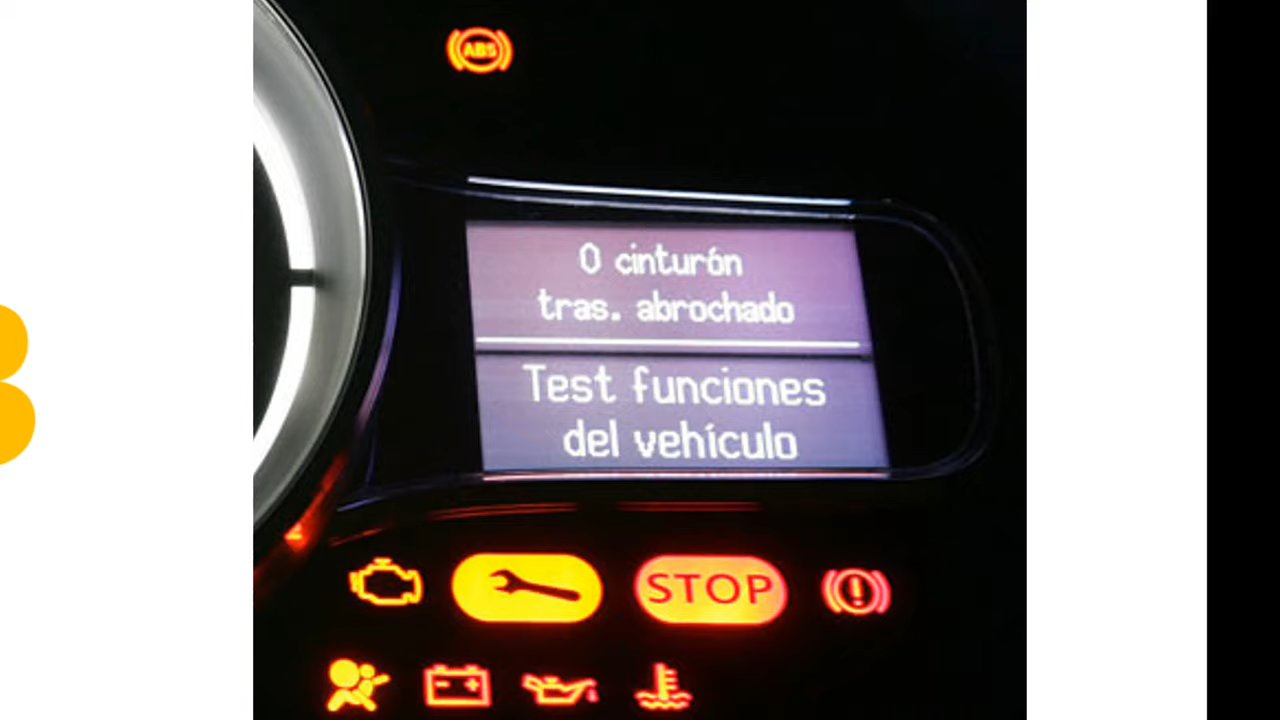 ABS
0 cinturón
tras. abrochado
Test funciones
del vehículo
STOP